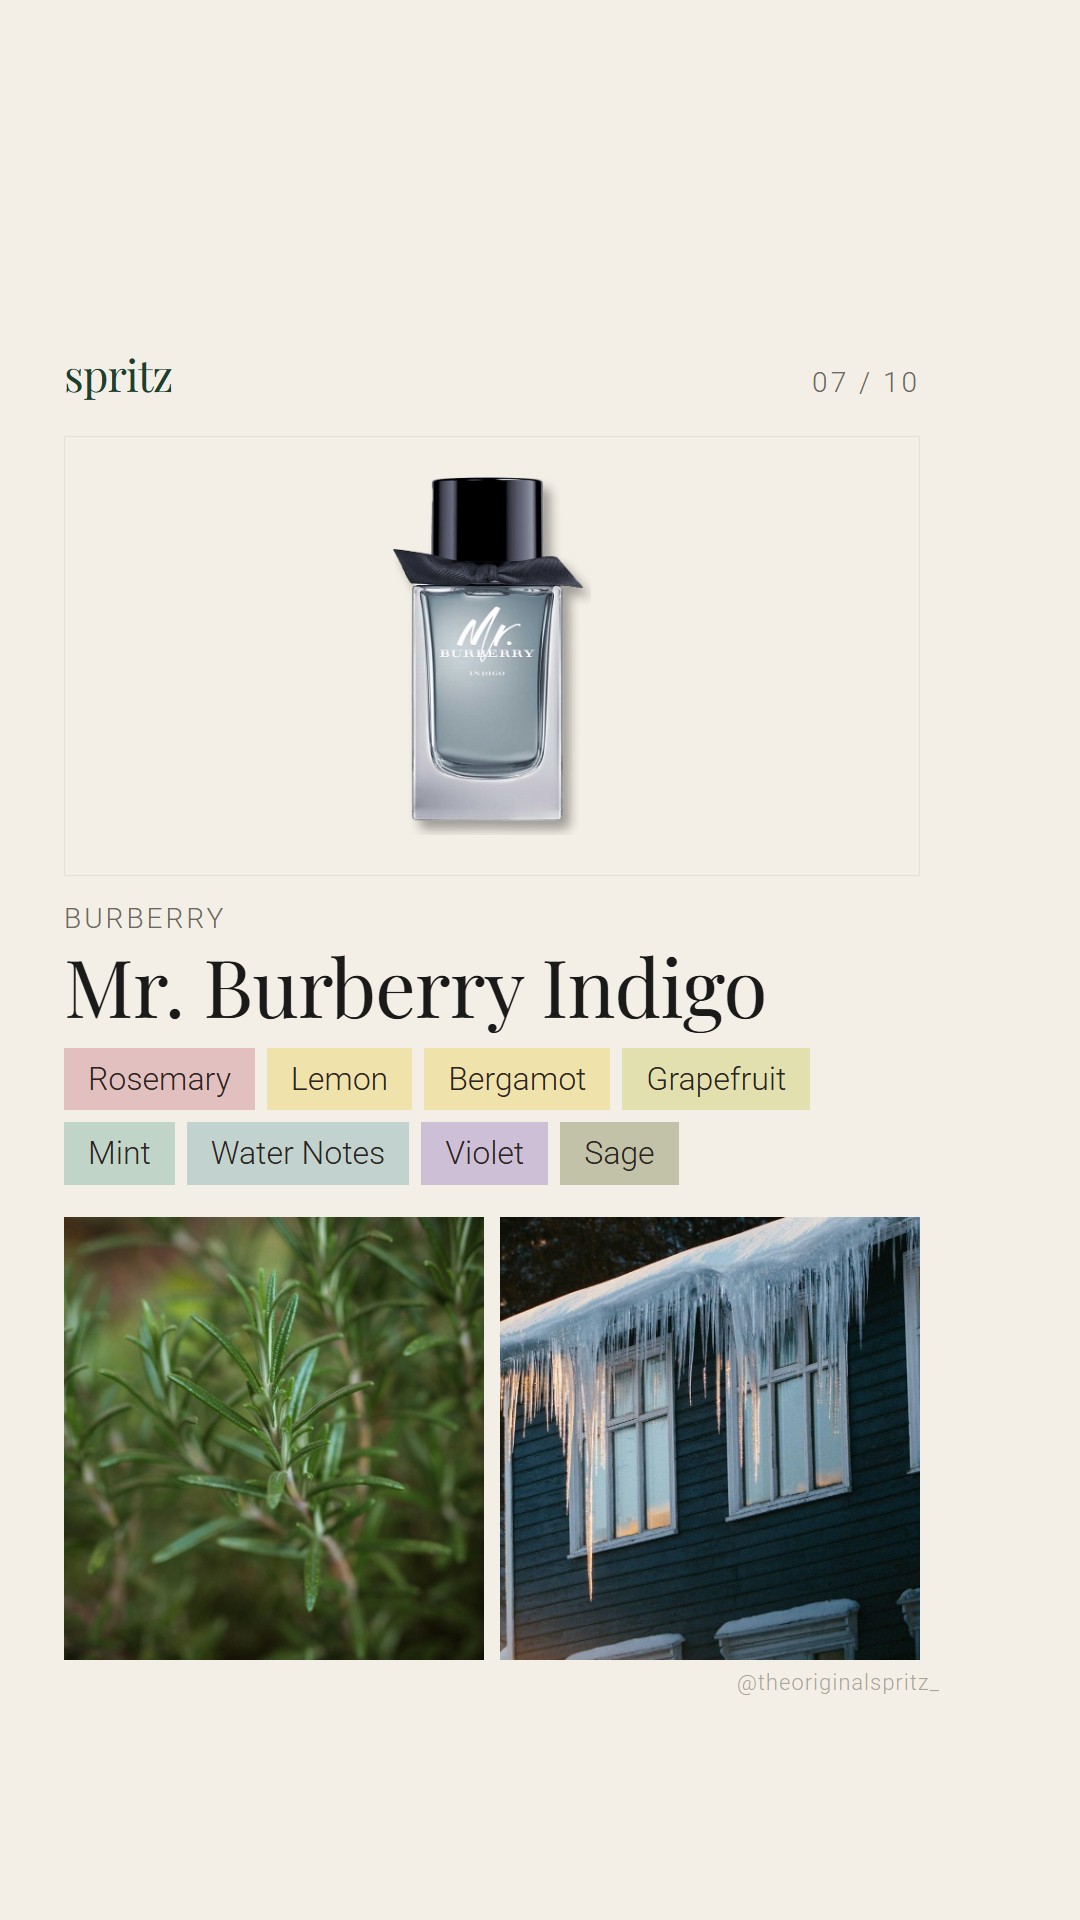 spritz
07 / 10
Mr.
BURBERRY
INDIGO
BURBERRY
Mr. Burberry Indigo
Rosemary Lemon Bergamot Grapefruit
Mint Water Notes Violet Sage
@theoriginalspritz_